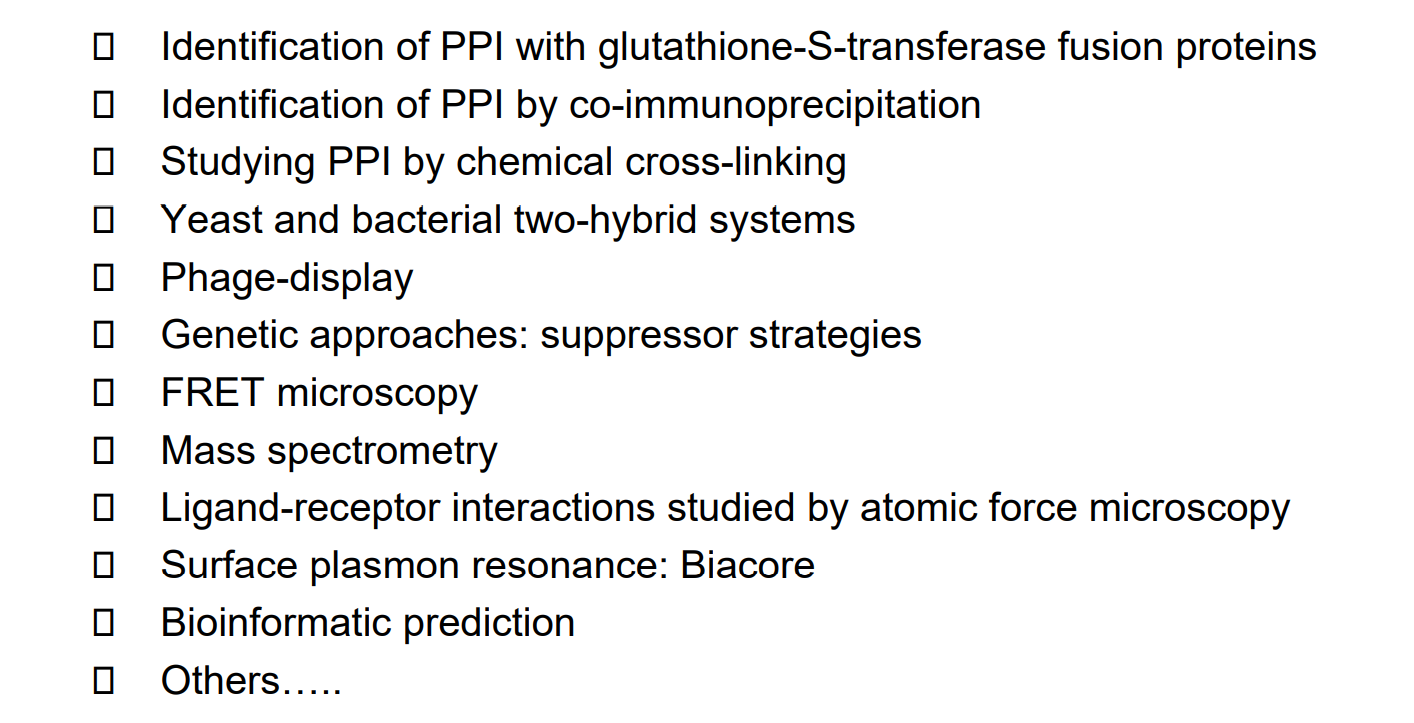 Identification of PPI with glutathione-S-transferase fusion proteins
Identification of PPI by co-immunoprecipitation
Studying PPI by chemical cross-linking
Yeast and bacterial two-hybrid systems
Phage-display
Genetic approaches: suppressor strategies
FRET microscopy
Mass spectrometry
Ligand-receptor interactions studied by atomic force microscopy
Surface plasmon resonance: Biacore
Bioinformatic prediction
Others…..